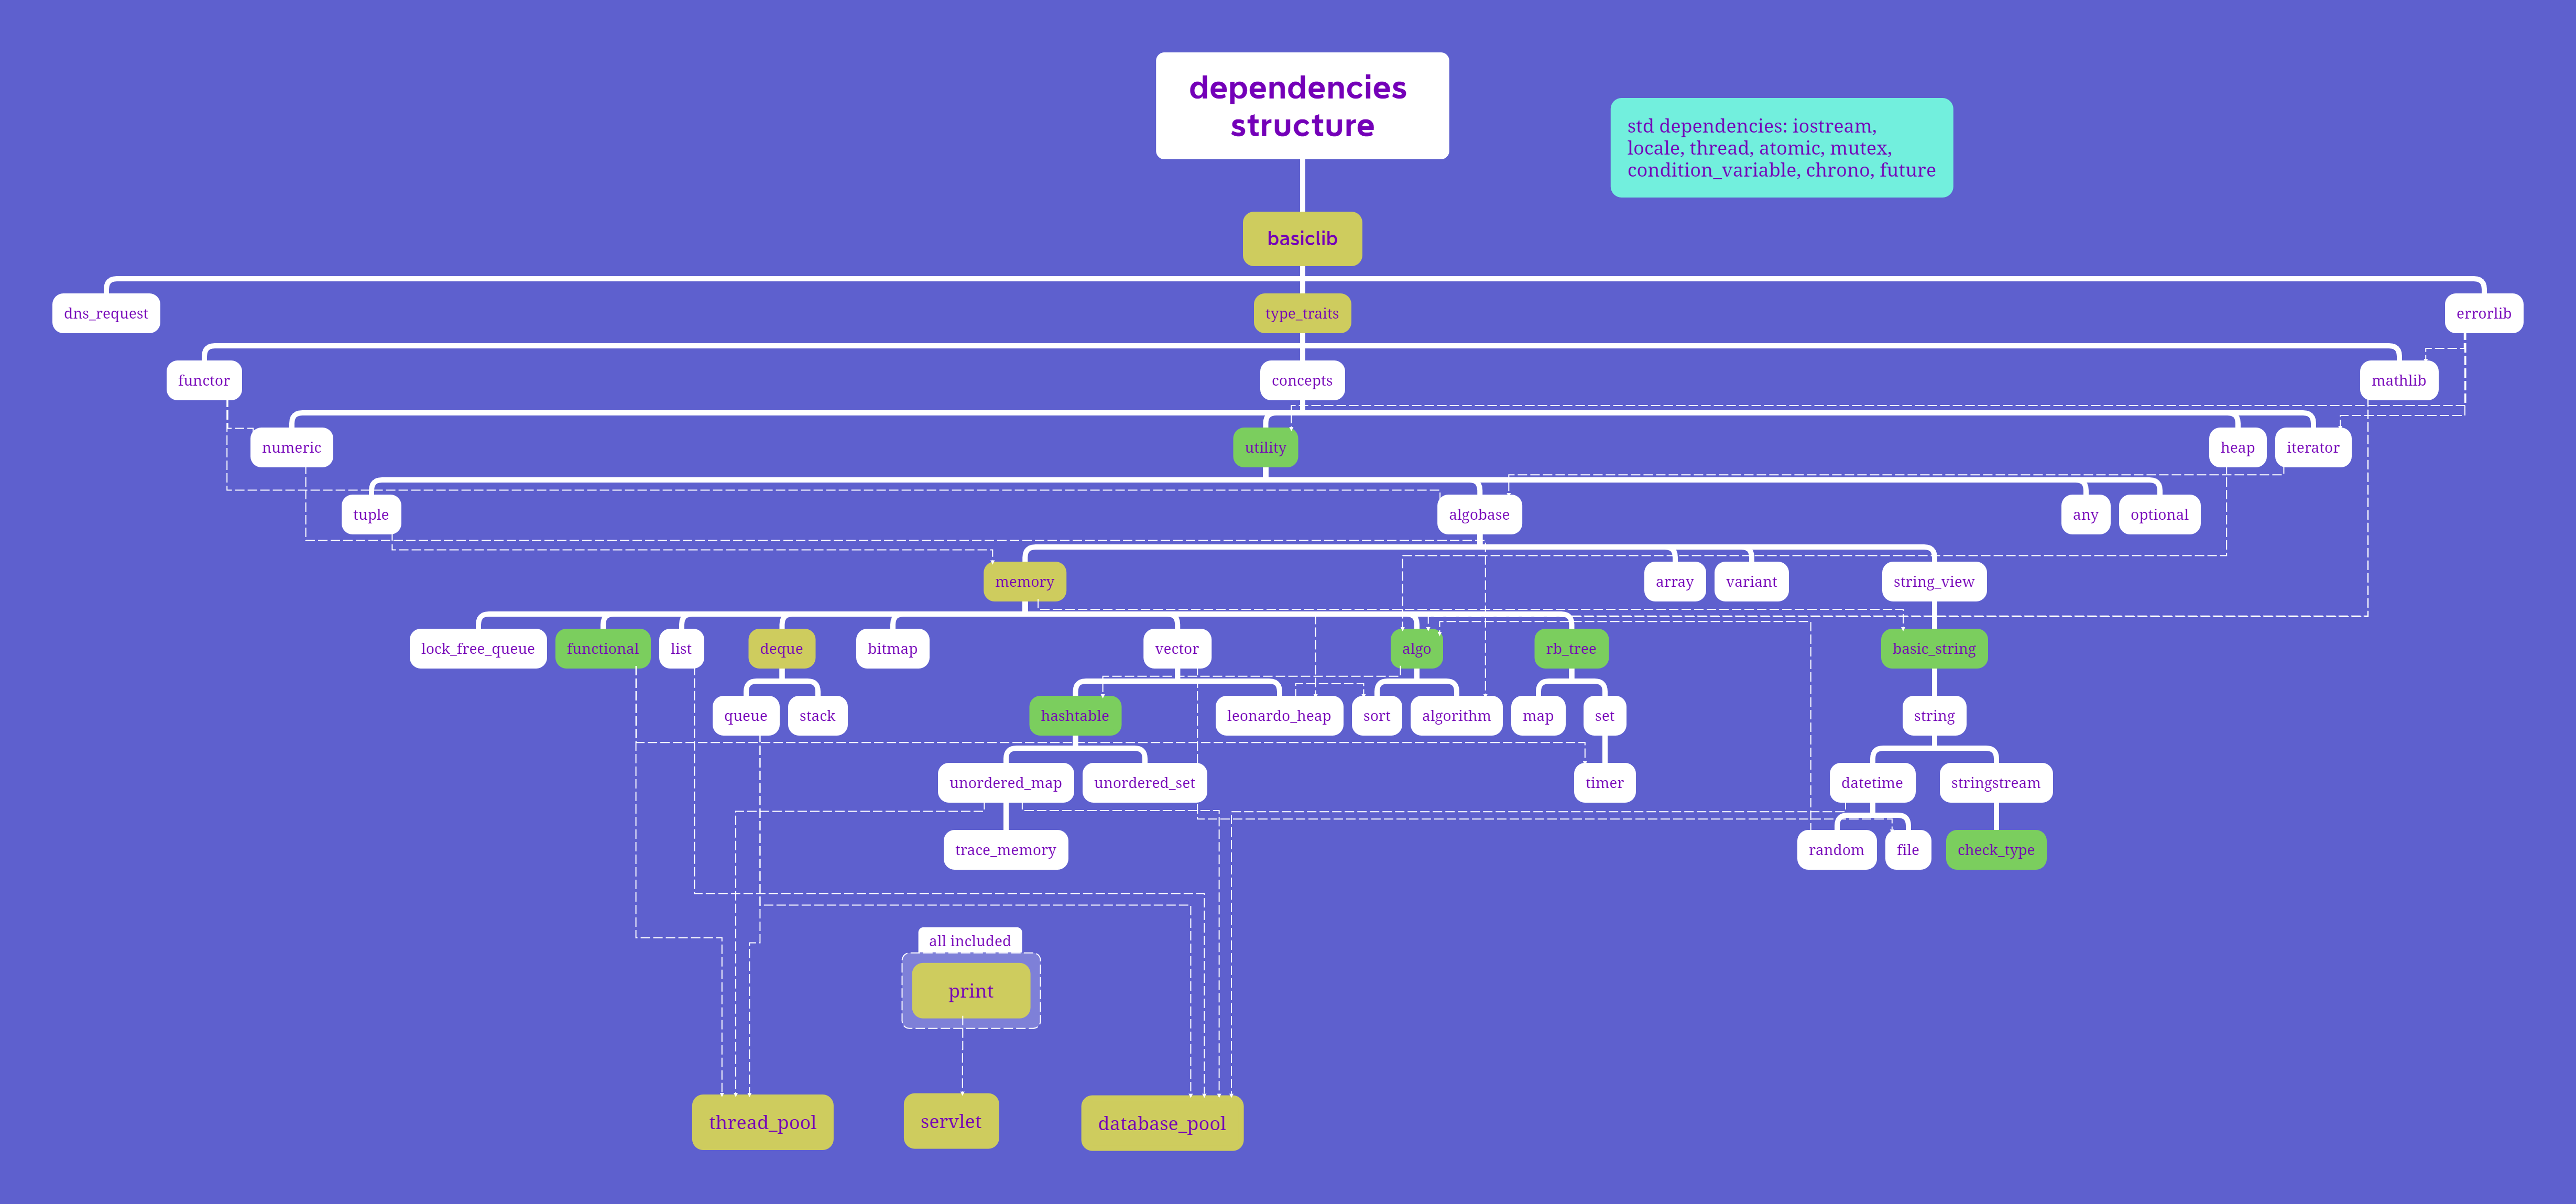 dependencies
structure
std dependencies: iostream,
locale, thread, atomic, mutex,
condition_variable, chrono, future
basiclib
dns_request
type_traits
errorlib
functor
concepts
mathlib
numeric
utility
heap
iterator
tuple
algobase
any
optional
memory
array
variant
string_view
lock_free_queue
functional
list
deque
bitmap
vector
algo
rb_tree
basic_string
queue
stack
hashtable
leonardo_heap
sort
algorithm
map
set
string
unordered_map
unordered_set
timer
datetime
stringstream
trace_memory
random
file
check_type
all included
print
thread_pool
servlet
database_pool